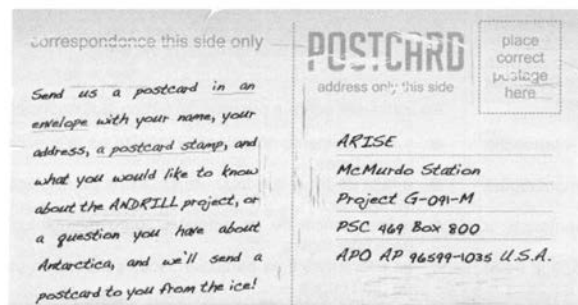 correspondence this side only
Send us a postcard in an
envelope with your name, your
address, a postcard stamp, and
what you would like to know
about the ANDRILL project, or
a question you have about
Antarctica, and we'll send a
postcard to you from the ice!
POSTCARD
address only this side
place
correct
postage
here
ARISE
McMurdo Station
Project G-091-M
PSC 469 Box 800
APO AP 96599-1035 U.S.A.